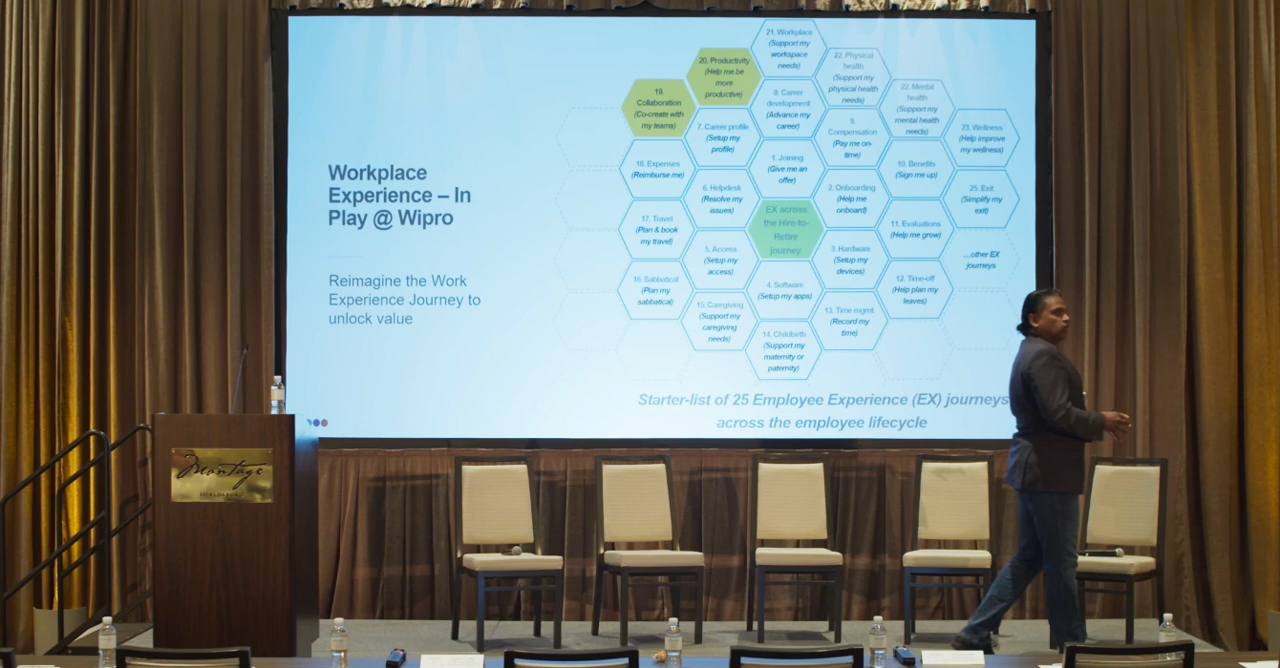 Workplace
Experience – In
Play @ Wipro
Reimagine the Work
Experience Journey to
unlock value
21. Workplace
(Support my
workspace
needs)
20. Productivity
(Help me be
more
productive)
22. Physical
health
(Support my
physical health
needs)
19.
Collaboration
(Co-create with
my teams)
8. Career
development
(Advance my
career)
22. Mental
health
(Support my
mental health
needs)
7. Career profile
(Setup my
profile)
9.
Compensation
(Pay me on-
time)
23. Wellness
(Help improve
my wellness)
18. Expenses
(Reimburse me)
1. Joining
(Give me an
offer)
10. Benefits
(Sign me up)
6. Helpdesk
(Resolve my
issues)
2. Onboarding
(Help me
onboard)
25. Exit
(Simplify my
exit)
17. Travel
(Plan & book
my travel)
EX across
the Hire-to-
Retire
journey
11. Evaluations
(Help me grow)
5. Access
(Setup my
access)
3. Hardware
(Setup my
devices)
...other EX
journeys
16. Sabbatical
(Plan my
sabbatical)
4. Software
(Setup my apps)
12. Time-off
(Help plan my
leaves)
15. Caregiving
(Support my
caregiving
needs)
13. Time mgmt.
(Record my
time)
14. Childbirth
(Support my
maternity or
paternity)
Starter-list of 25 Employee Experience (EX) journeys
across the employee lifecycle
Montage
HEALDSBURG